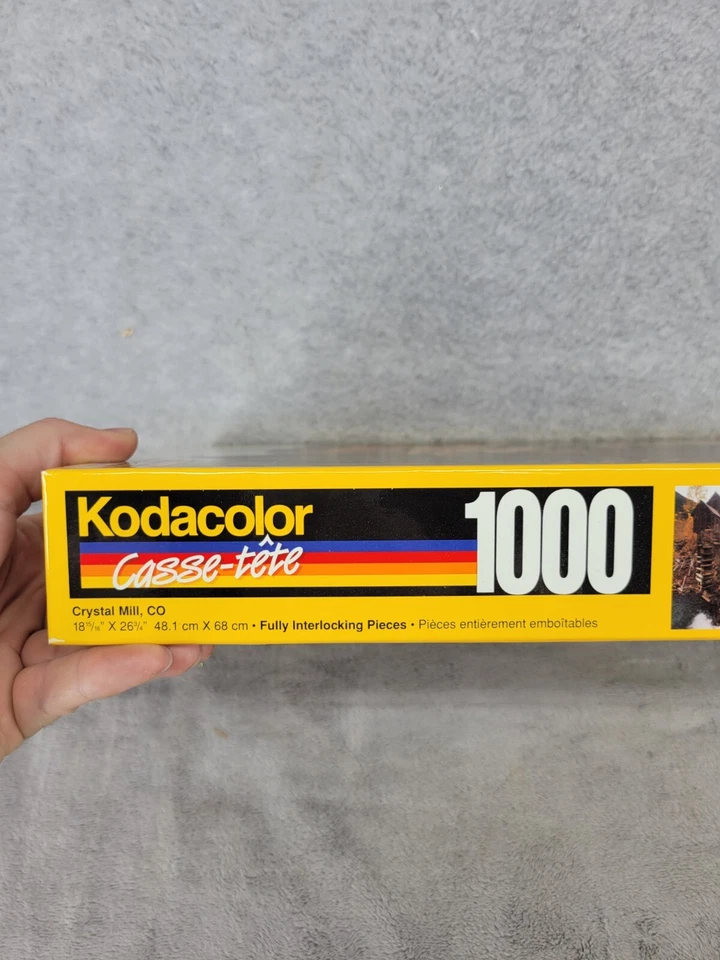 Kodacolor
Casse-tête
1000
Crystal Mill, CO
18 15/16" X 26 3/4" 48.1 cm X 68 cm • Fully Interlocking Pieces • Pièces entièrement emboîtables